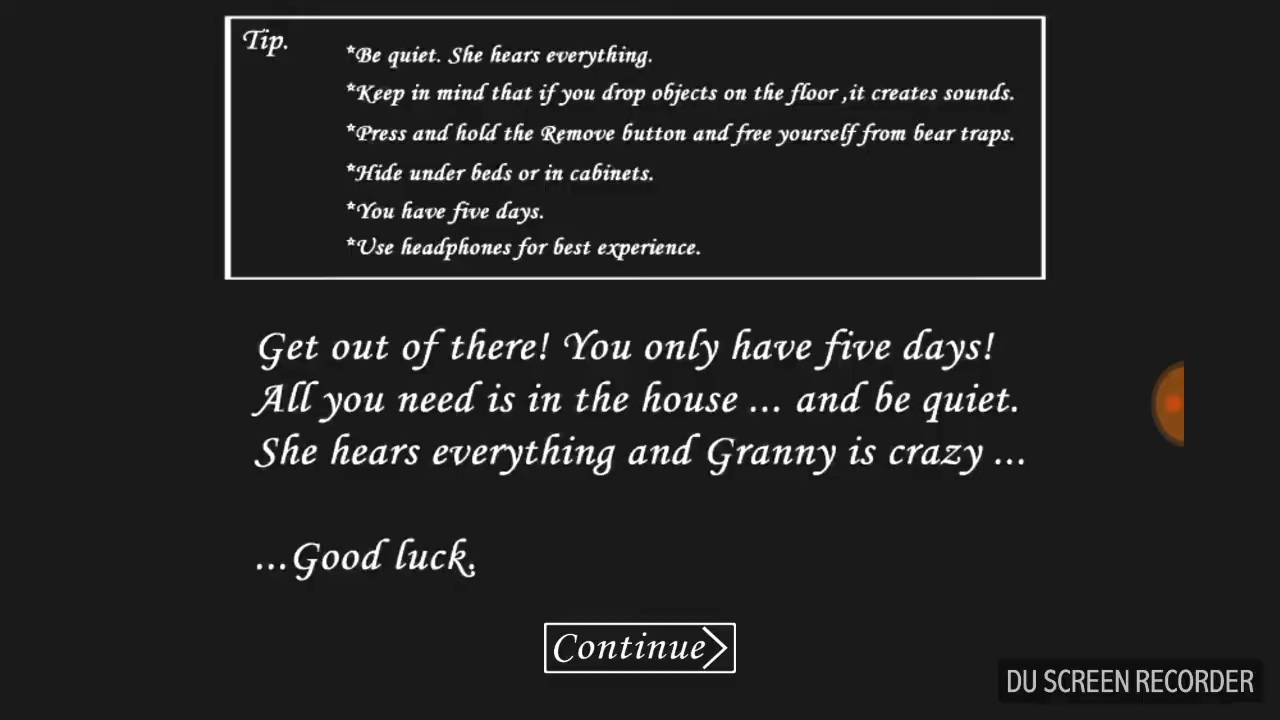 Tip.
*Be quiet. She hears everything.
*Keep in mind that if you drop objects on the floor ,it creates sounds.
*Press and hold the Remove button and free yourself from bear traps.
*Hide under beds or in cabinets.
*You have five days.
*Use headphones for best experience.
Get out of there! You only have five days!
All you need is in the house ... and be quiet.
She hears everything and Granny is crazy ...
...Good luck.
Continue
DU SCREEN RECORDER